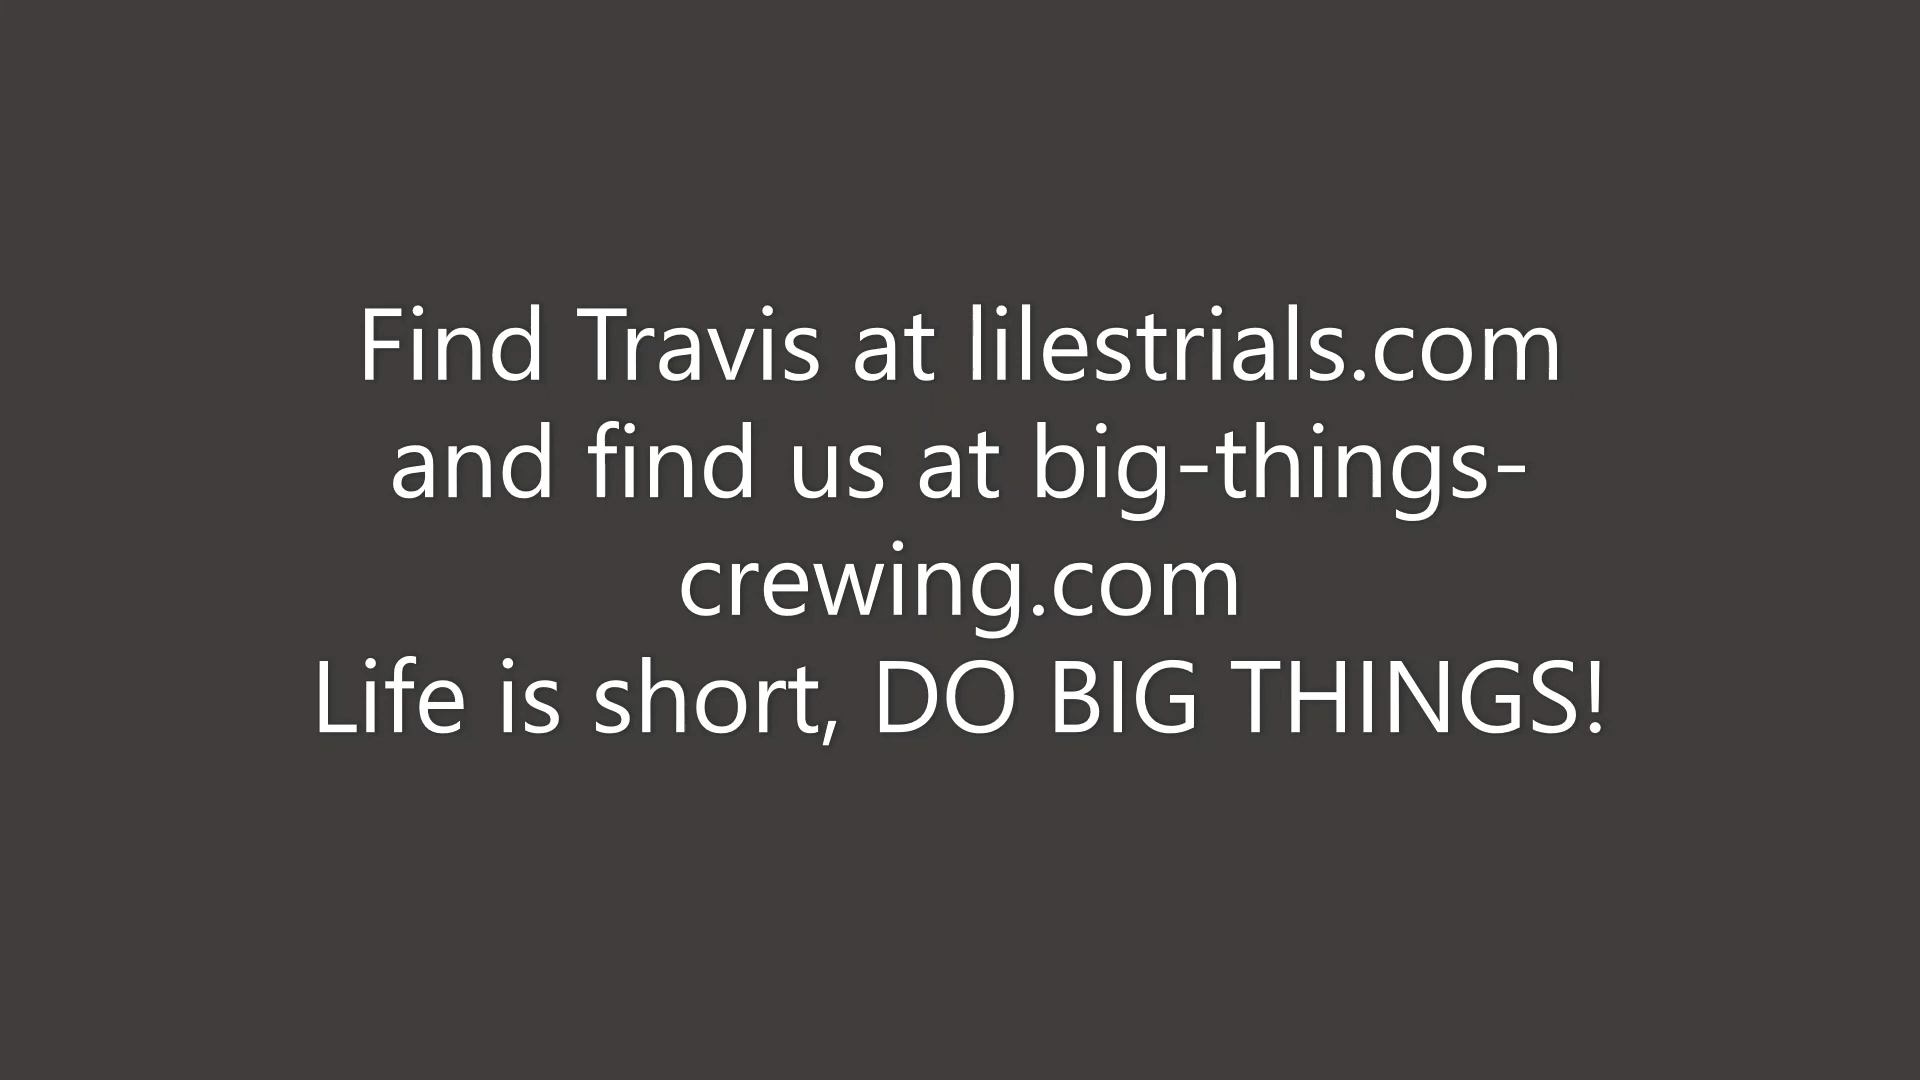 Find Travis at lilestrials.com
and find us at big-things-
crewing.com
Life is short, DO BIG THINGS!